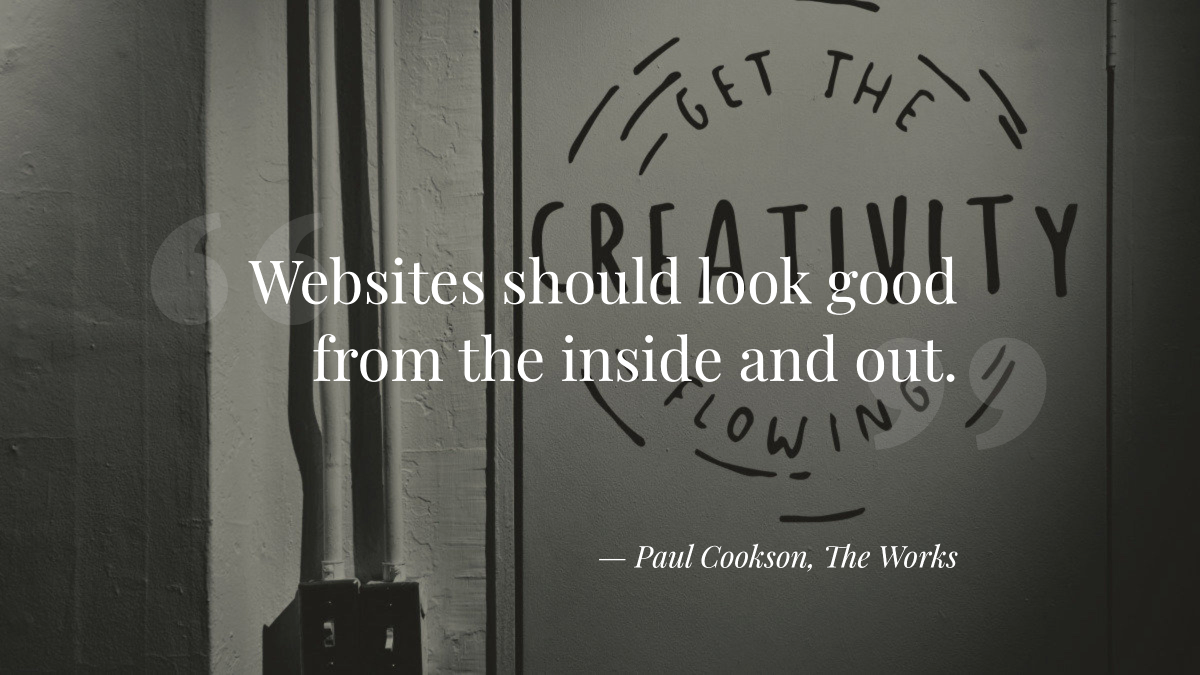 GET THE
CREATIVITY
FLOWING
“Websites should look good
from the inside and out.”
— Paul Cookson, The Works